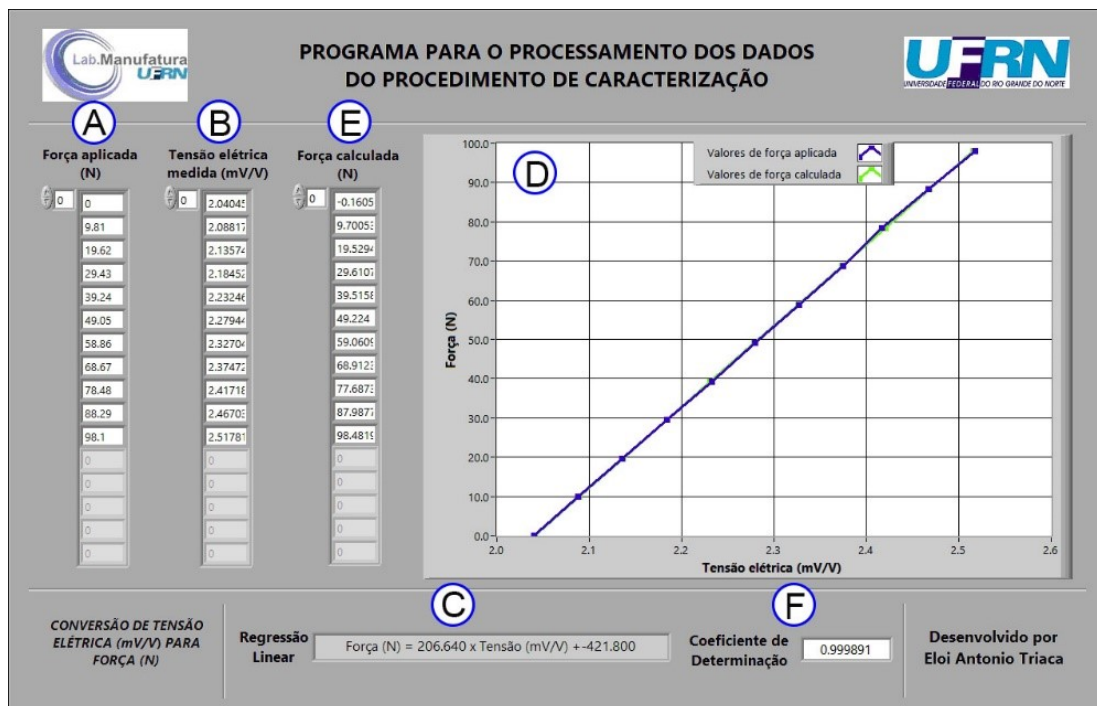 Lab.Manufatura
UFRN
PROGRAMA PARA O PROCESSAMENTO DOS DADOS
DO PROCEDIMENTO DE CARACTERIZAÇÃO
UFRN
UNIVERSIDADE FEDERAL DO RIO GRANDE DO NORTE
A
B
E
Força aplicada
(N)
Tensão elétrica
medida (mV/V)
Força calculada
(N)
0 0 0 2.04045 0 -0.1605
9.81 2.08817 9.7005
19.62 2.13574 19.5294
29.43 2.18452 29.6107
39.24 2.23246 39.5158
49.05 2.27944 49.224
58.86 2.32704 59.0609
68.67 2.37472 68.912
78.48 2.41718 77.687
88.29 2.46703 87.9877
98.1 2.51781 98.4819
0 0 0
0 0 0
0 0 0
0 0 0
0 0 0
D
Valores de força aplicada
Valores de força calculada
Força (N)
100.0
90.0
80.0
70.0
60.0
50.0
40.0
30.0
20.0
10.0
0.0
2.0 2.1 2.2 2.3 2.4 2.5 2.6
Tensão elétrica (mV/V)
CONVERSÃO DE TENSÃO
ELÉTRICA (mV/V) PARA
FORÇA (N)
C
Regressão
Linear
Força (N) = 206.640 x Tensão (mV/V) +-421.800
F
Coeficiente de
Determinação
0.999891
Desenvolvido por
Eloi Antonio Triaca